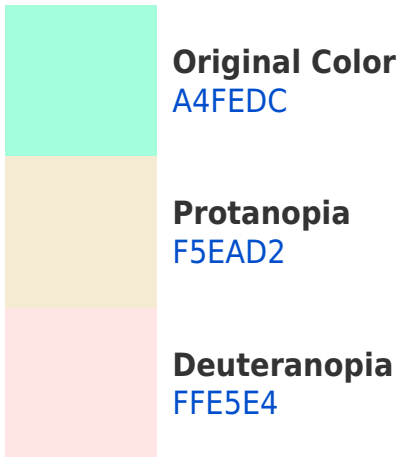 Original Color
A4FEDC
Protanopia
F5EAD2
Deuteranopia
FFE5E4